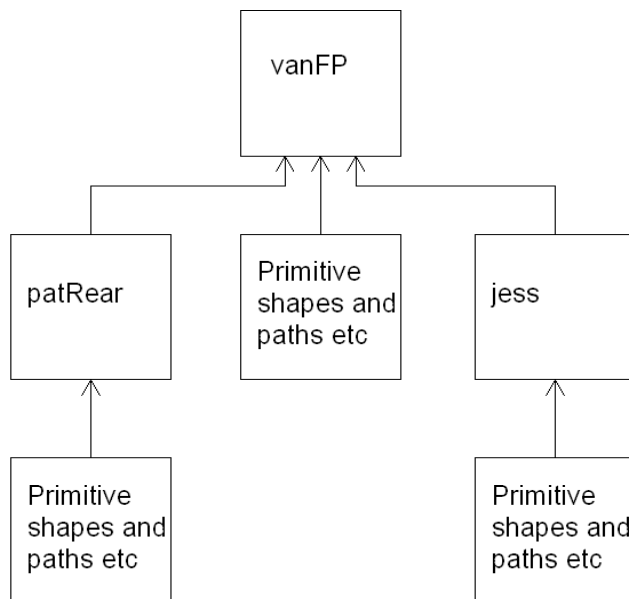 vanFP
patRear
Primitive
shapes and
paths etc
jess
Primitive
shapes and
paths etc
Primitive
shapes and
paths etc